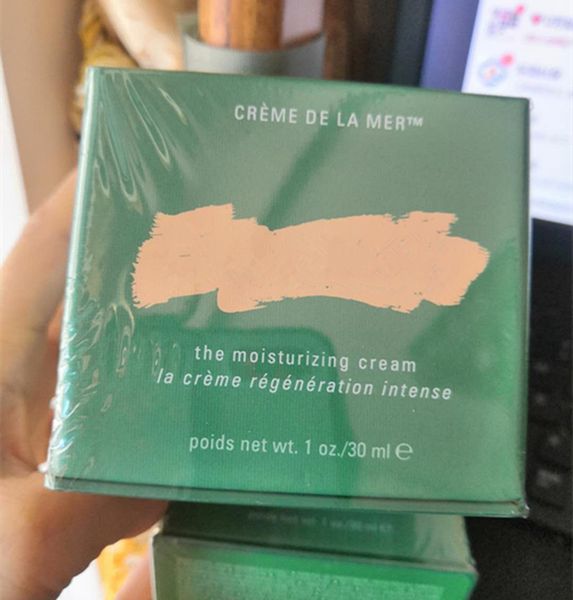 CRÈME DE LA MER™
the moisturizing cream
la crème régénération intense
poids net wt. 1 oz./30 ml ℮